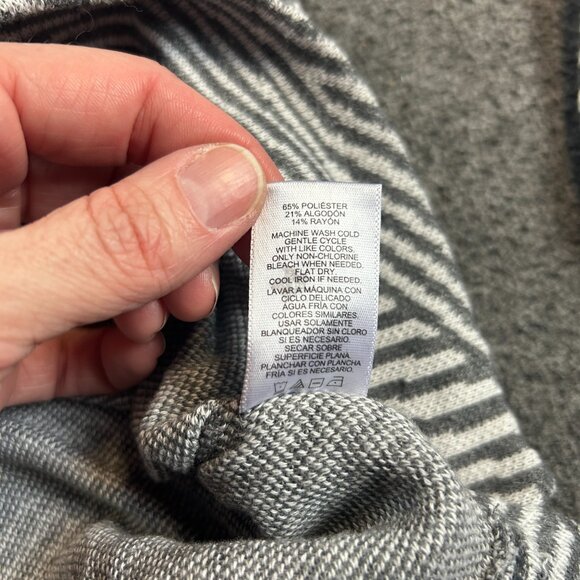 65% POLIÉSTER
21% ALGODÓN
14% RAYÓN
MACHINE WASH COLD
GENTLE CYCLE
WITH LIKE COLORS.
ONLY NON-CHLORINE
BLEACH WHEN NEEDED.
FLAT DRY.
COOL IRON IF NEEDED.
LAVAR A MÁQUINA CON
CICLO DELICADO
AGUA FRÍA CON
COLORES SIMILARES.
USAR SOLAMENTE
BLANQUEADOR SIN CLORO
SI ES NECESARIO.
SECAR SOBRE
SUPERFICIE PLANA.
PLANCHAR CON PLANCHA
FRÍA SI ES NECESARIO.